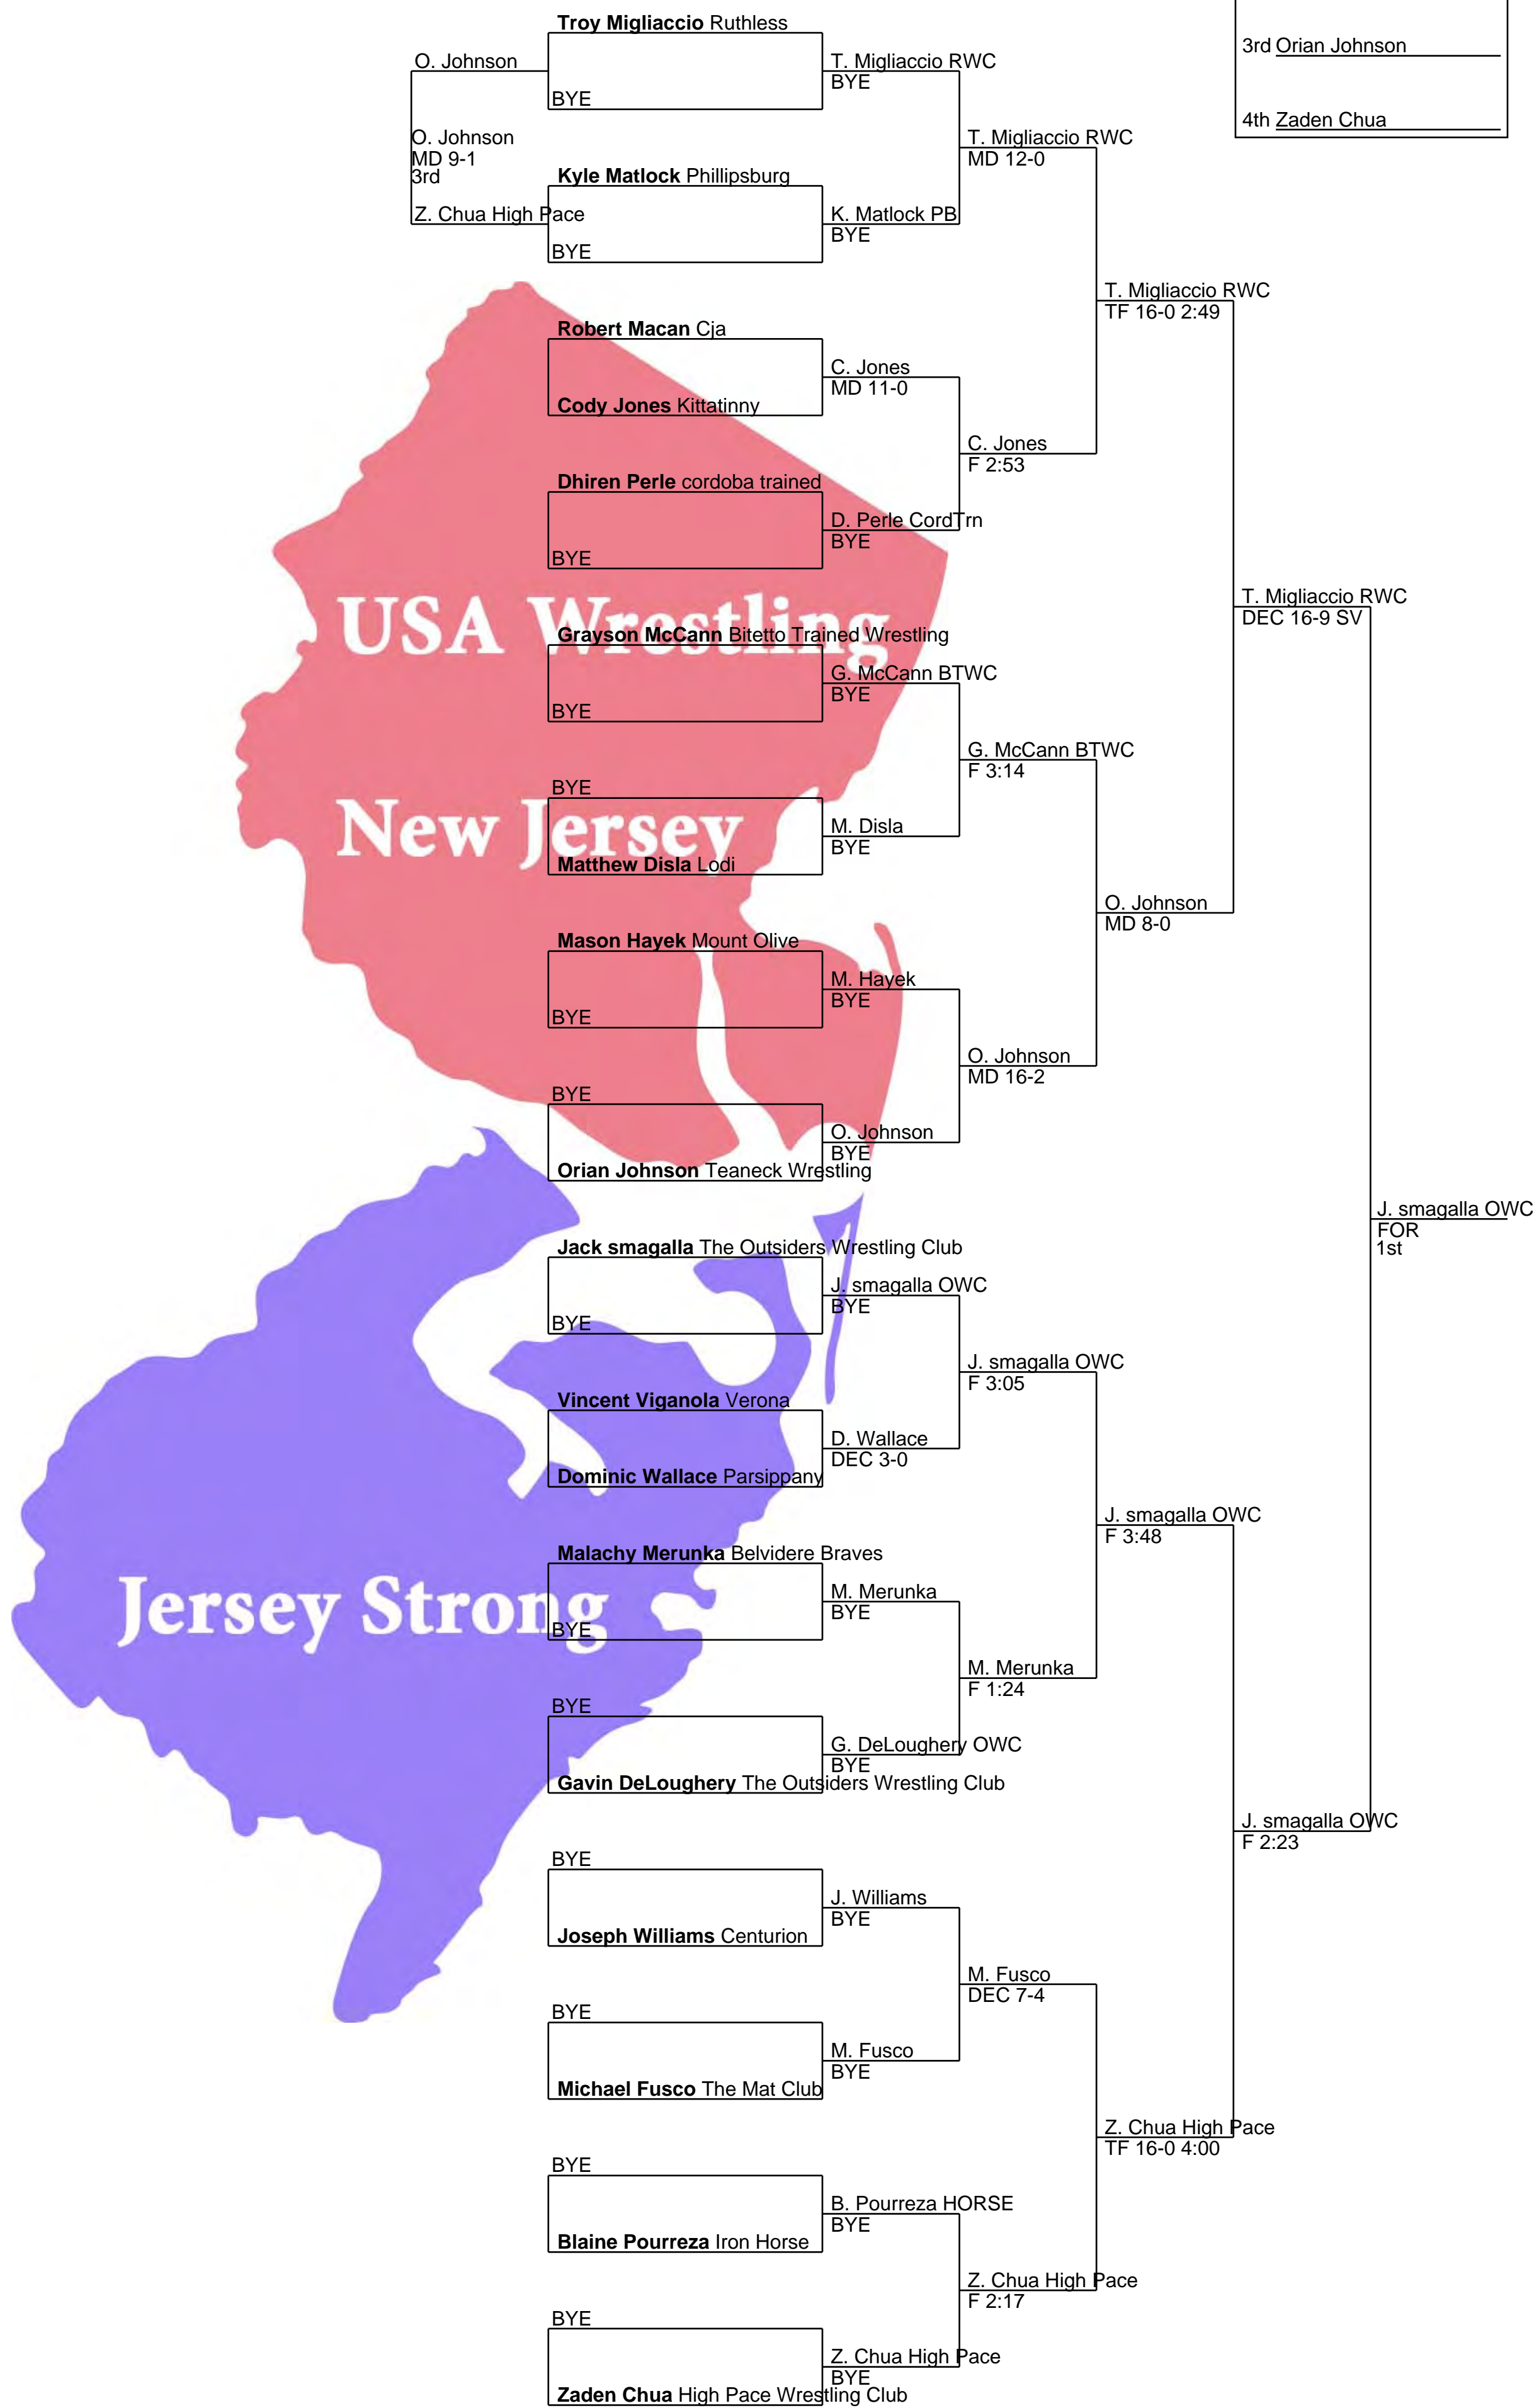 Troy Migliaccio Ruthless
3rd Orian Johnson
O. Johnson
T. Migliaccio RWC
BYE
BYE
4th Zaden Chua
O. Johnson
MD 9-1
3rd
T. Migliaccio RWC
MD 12-0
Kyle Matlock Phillipsburg
Z. Chua High Pace
K. Matlock PB
BYE
BYE
T. Migliaccio RWC
TF 16-0 2:49
Robert Macan Cja
C. Jones
MD 11-0
Cody Jones Kittatinny
C. Jones
F 2:53
Dhiren Perle cordoba trained
D. Perle CordTrn
BYE
BYE
T. Migliaccio RWC
DEC 16-9 SV
USA Wrestling
Grayson McCann Bitetto Trained Wrestling
G. McCann BTWC
BYE
BYE
G. McCann BTWC
F 3:14
BYE
New Jersey
M. Disla
BYE
Matthew Disla Lodi
O. Johnson
MD 8-0
Mason Hayek Mount Olive
M. Hayek
BYE
BYE
O. Johnson
MD 16-2
BYE
O. Johnson
BYE
Orian Johnson Teaneck Wrestling
J. smagalla OWC
FOR
1st
Jack smagalla The Outsiders Wrestling Club
J. smagalla OWC
BYE
BYE
J. smagalla OWC
F 3:05
Vincent Viganola Verona
D. Wallace
DEC 3-0
Dominic Wallace Parsippany
J. smagalla OWC
F 3:48
Malachy Merunka Belvidere Braves
M. Merunka
BYE
Jersey Strong
BYE
M. Merunka
F 1:24
BYE
G. DeLoughery OWC
BYE
Gavin DeLoughery The Outsiders Wrestling Club
J. smagalla OWC
F 2:23
BYE
J. Williams
BYE
Joseph Williams Centurion
M. Fusco
DEC 7-4
BYE
M. Fusco
BYE
Michael Fusco The Mat Club
Z. Chua High Pace
TF 16-0 4:00
BYE
B. Pourreza HORSE
BYE
Blaine Pourreza Iron Horse
Z. Chua High Pace
F 2:17
BYE
Z. Chua High Pace
BYE
Zaden Chua High Pace Wrestling Club